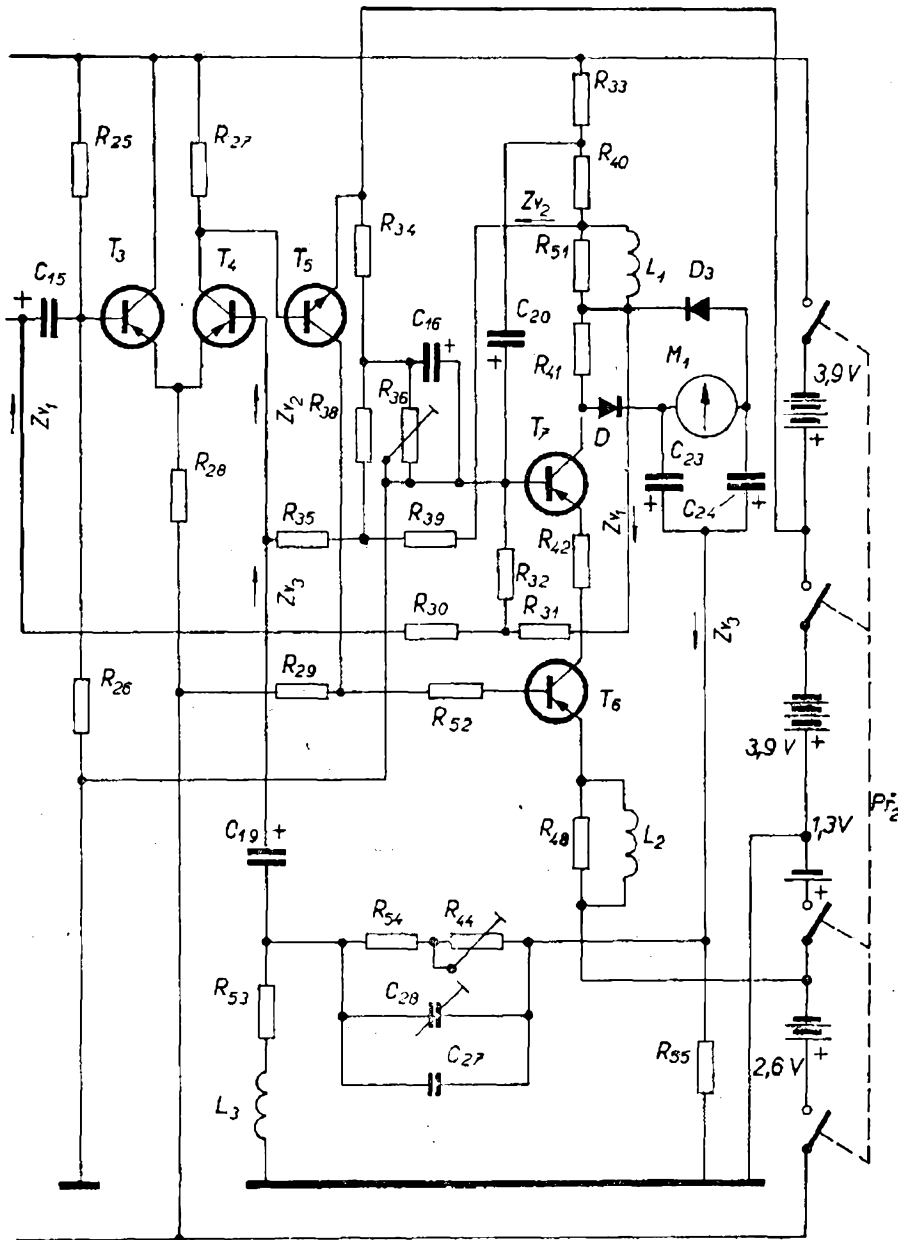 R33
R25
R27
R40
Zv2
R34
R51
L1
D3
T3
T4
T5
C15
+
C16
+
C20
+
R41
M1
3,9 V
+
Zv1
Zv2
R38
R36
D
T7
C23
+
C24
+
R28
R35
R39
R42
Zv1
R32
Zv3
R30
R31
Zv3
R26
R29
R52
T6
3,9 V
+
Př2
1,3V
+
C19
+
R48
L2
R54
R44
R53
C28
2,6 V
+
C27
R55
L3